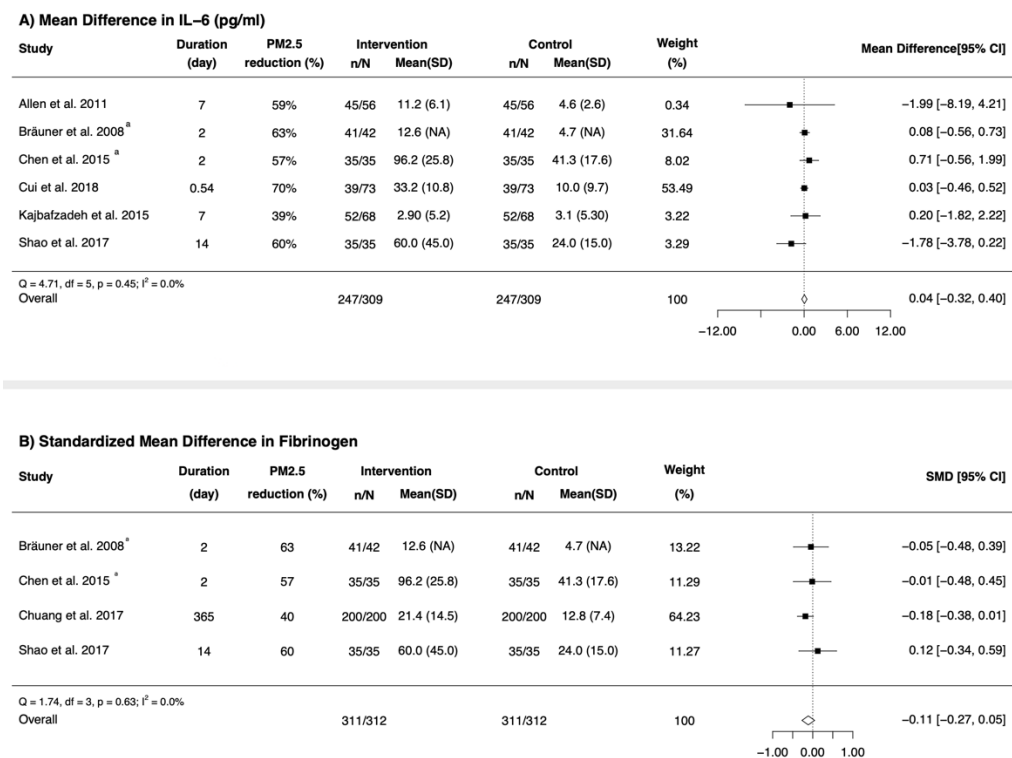 A) Mean Difference in IL–6 (pg/ml)
Study Duration (day) PM2.5 reduction (%) Intervention n/N Mean(SD) Control n/N Mean(SD) Weight (%) Mean Difference[95% CI]
Allen et al. 2011 7 59% 45/56 11.2 (6.1) 45/56 4.6 (2.6) 0.34 −1.99 [−8.19, 4.21]
Bräuner et al. 2008 a 2 63% 41/42 12.6 (NA) 41/42 4.7 (NA) 31.64 0.08 [−0.56, 0.73]
Chen et al. 2015 a 2 57% 35/35 96.2 (25.8) 35/35 41.3 (17.6) 8.02 0.71 [−0.56, 1.99]
Cui et al. 2018 0.54 70% 39/73 33.2 (10.8) 39/73 10.0 (9.7) 53.49 0.03 [−0.46, 0.52]
Kajbafzadeh et al. 2015 7 39% 52/68 2.90 (5.2) 52/68 3.1 (5.30) 3.22 0.20 [−1.82, 2.22]
Shao et al. 2017 14 60% 35/35 60.0 (45.0) 35/35 24.0 (15.0) 3.29 −1.78 [−3.78, 0.22]
Q = 4.71, df = 5, p = 0.45; I² = 0.0%
Overall 247/309 247/309 100 0.04 [−0.32, 0.40]
−12.00 0.00 6.00 12.00
B) Standardized Mean Difference in Fibrinogen
Study Duration (day) PM2.5 reduction (%) Intervention n/N Mean(SD) Control n/N Mean(SD) Weight (%) SMD [95% CI]
Bräuner et al. 2008 a 2 63 41/42 12.6 (NA) 41/42 4.7 (NA) 13.22 −0.05 [−0.48, 0.39]
Chen et al. 2015 a 2 57 35/35 96.2 (25.8) 35/35 41.3 (17.6) 11.29 −0.01 [−0.48, 0.45]
Chuang et al. 2017 365 40 200/200 21.4 (14.5) 200/200 12.8 (7.4) 64.23 −0.18 [−0.38, 0.01]
Shao et al. 2017 14 60 35/35 60.0 (45.0) 35/35 24.0 (15.0) 11.27 0.12 [−0.34, 0.59]
Q = 1.74, df = 3, p = 0.63; I² = 0.0%
Overall 311/312 311/312 100 −0.11 [−0.27, 0.05]
−1.00 0.00 1.00